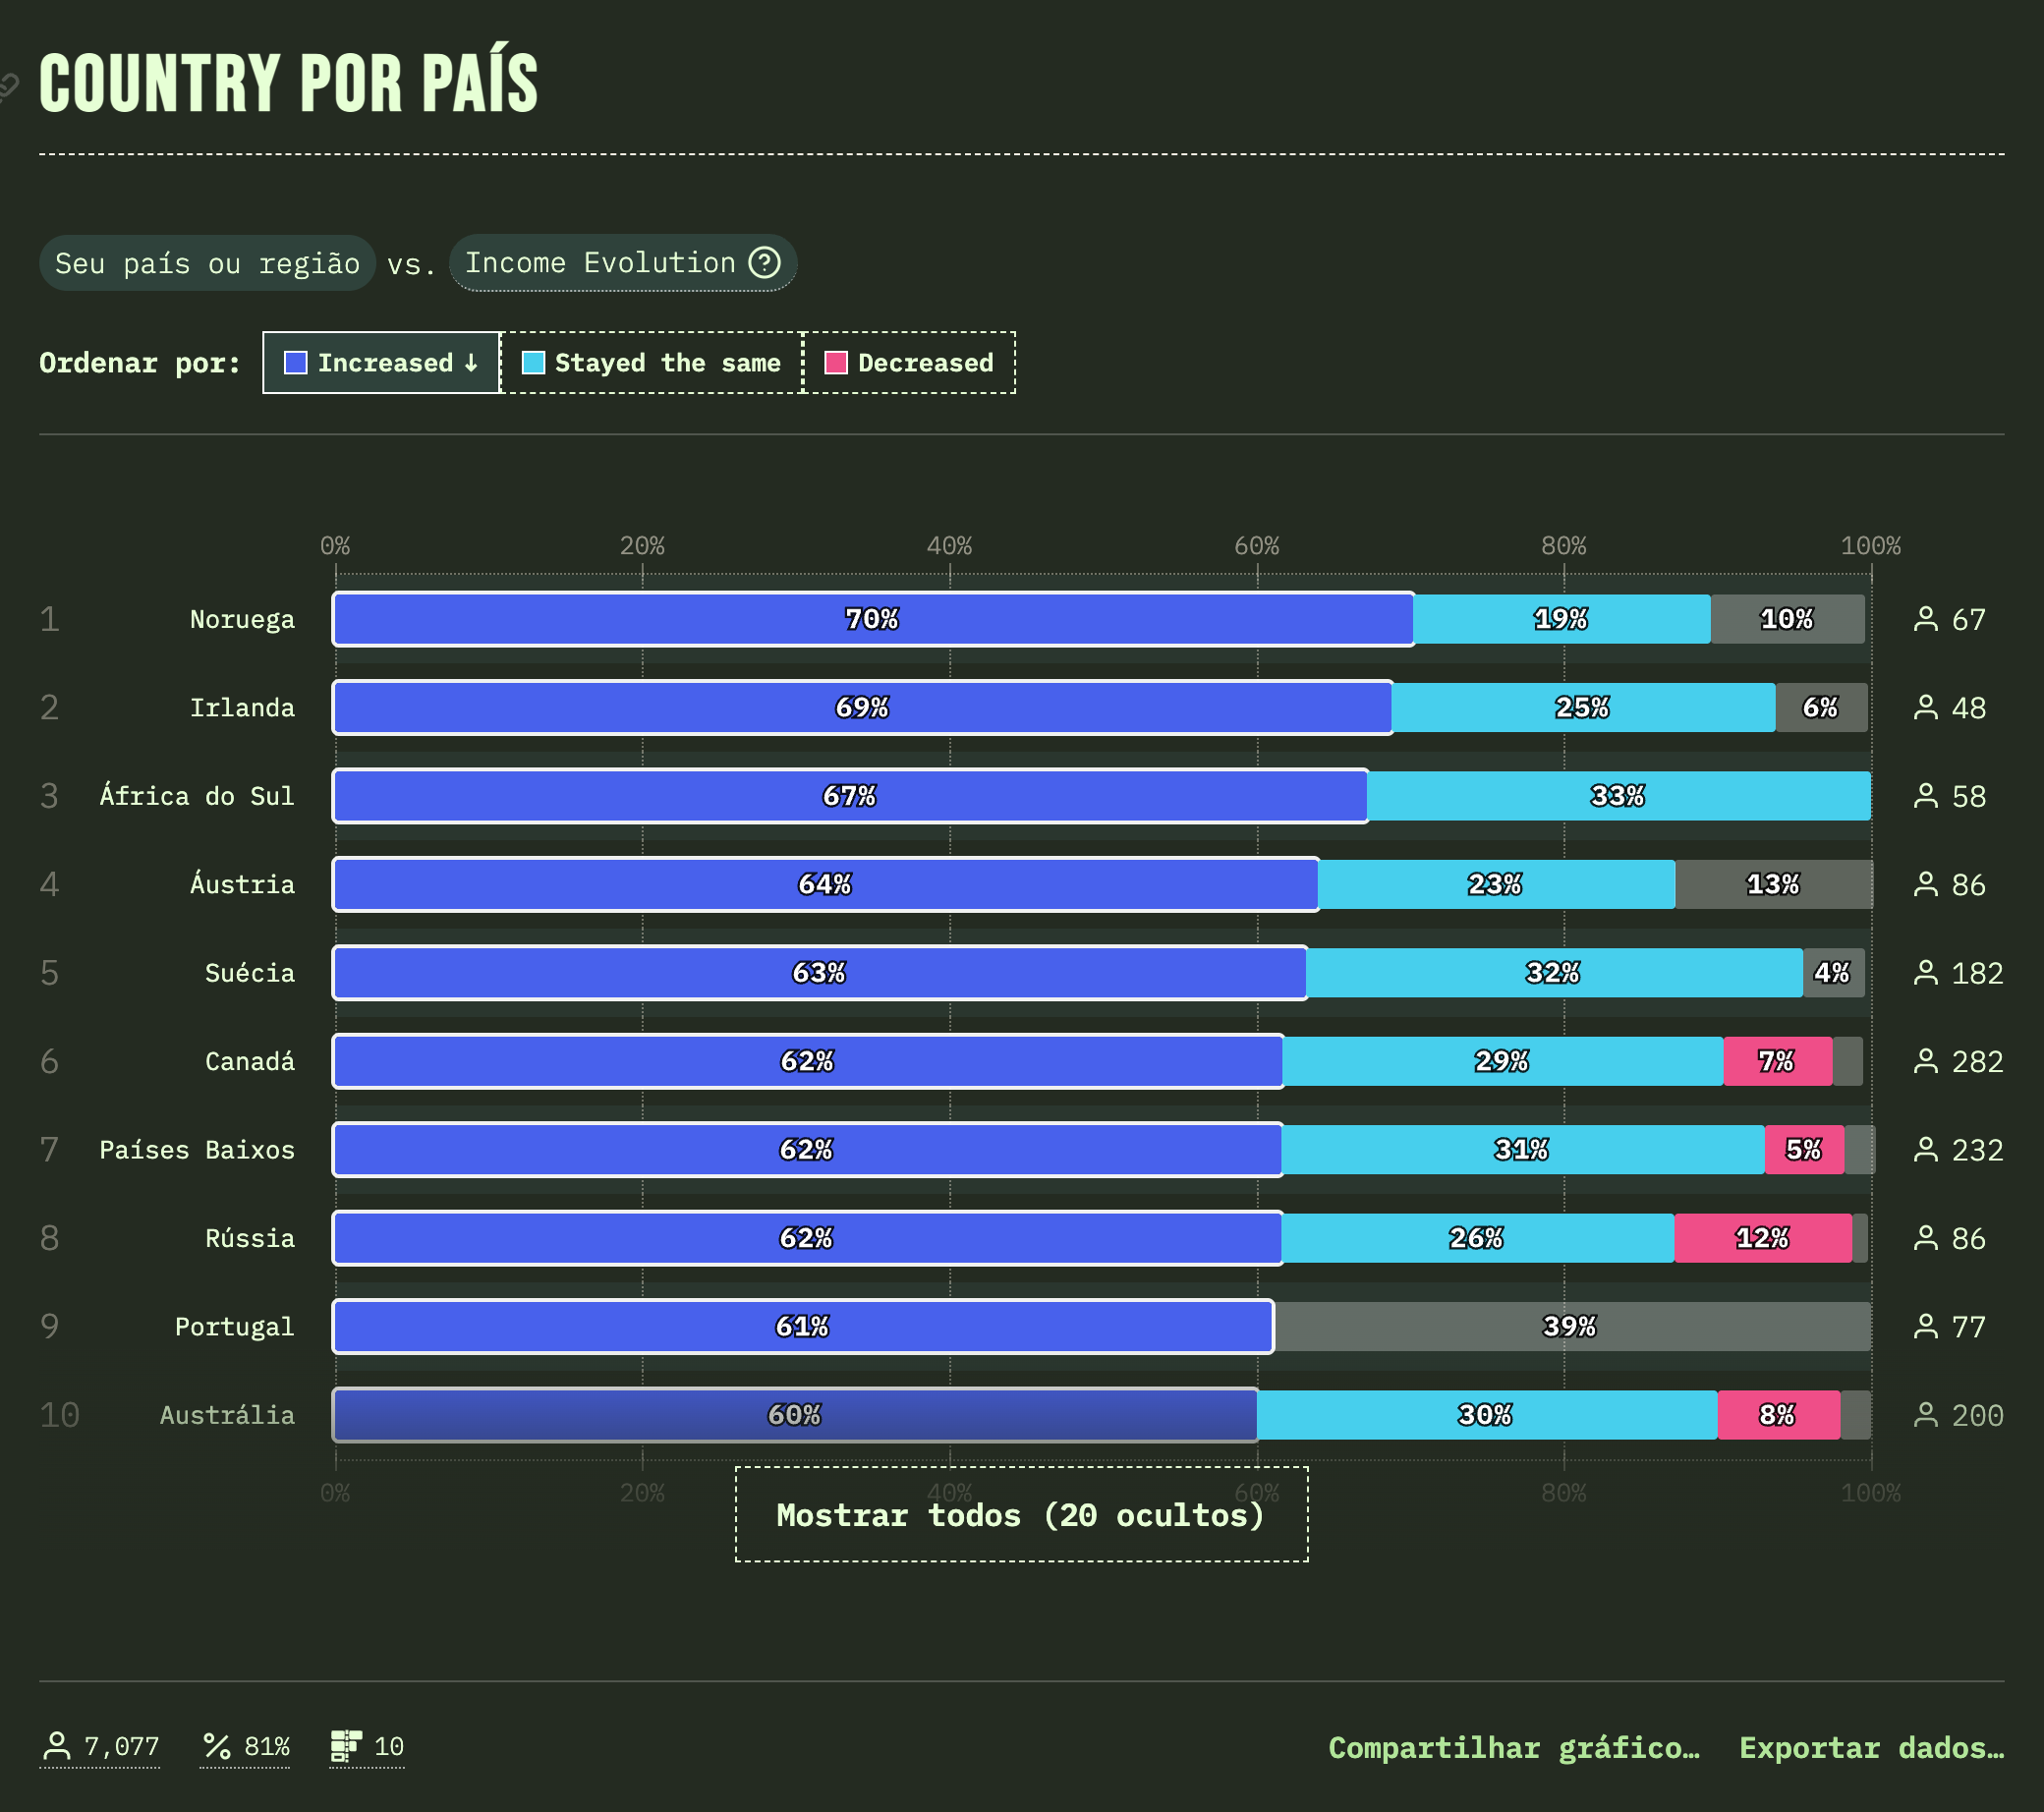 COUNTRY POR PAÍS
Seu país ou região vs. Income Evolution ?
Ordenar por: Increased ↓ Stayed the same Decreased
0% 20% 40% 60% 80% 100%
1 Noruega 70% 19% 10% 67
2 Irlanda 69% 25% 6% 48
3 África do Sul 67% 33% 58
4 Áustria 64% 23% 13% 86
5 Suécia 63% 32% 4% 182
6 Canadá 62% 29% 7% 282
7 Países Baixos 62% 31% 5% 232
8 Rússia 62% 26% 12% 86
9 Portugal 61% 39% 77
10 Austrália 60% 30% 8% 200
0% 20% 40% 60% 80% 100%
Mostrar todos (20 ocultos)
7,077 % 81% 10 Compartilhar gráfico… Exportar dados…